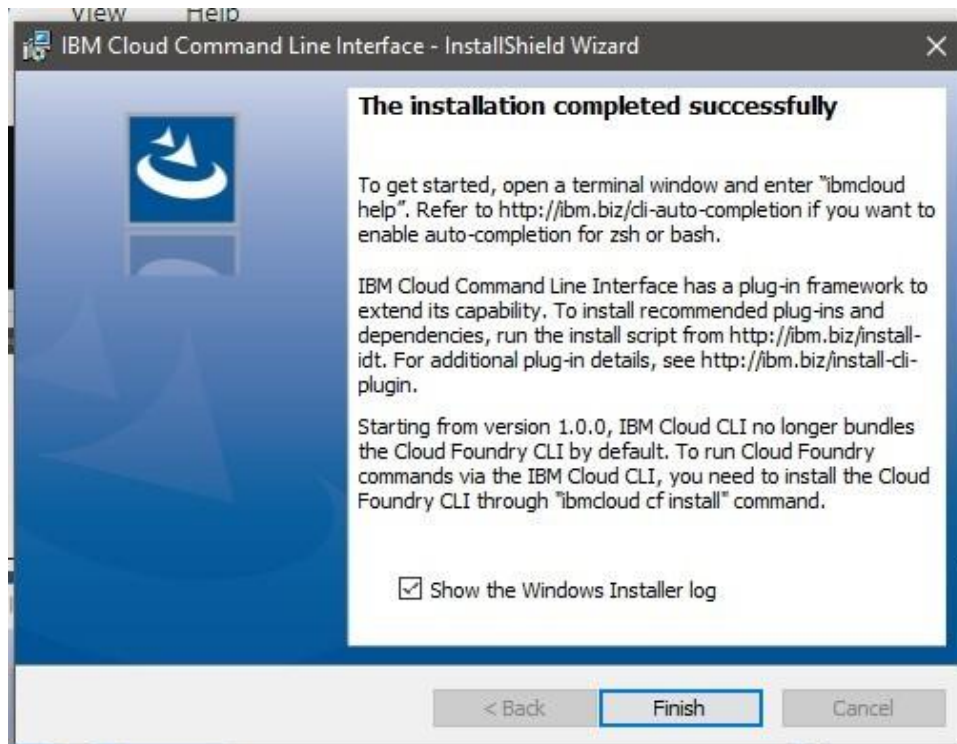 View Help
IBM Cloud Command Line Interface - InstallShield Wizard
The installation completed successfully
To get started, open a terminal window and enter "ibmcloud
help". Refer to http://ibm.biz/cli-auto-completion if you want to
enable auto-completion for zsh or bash.
IBM Cloud Command Line Interface has a plug-in framework to
extend its capability. To install recommended plug-ins and
dependencies, run the install script from http://ibm.biz/install-
idt. For additional plug-in details, see http://ibm.biz/install-cli-
plugin.
Starting from version 1.0.0, IBM Cloud CLI no longer bundles
the Cloud Foundry CLI by default. To run Cloud Foundry
commands via the IBM Cloud CLI, you need to install the Cloud
Foundry CLI through "ibmcloud cf install" command.
Show the Windows Installer log
< Back Finish Cancel